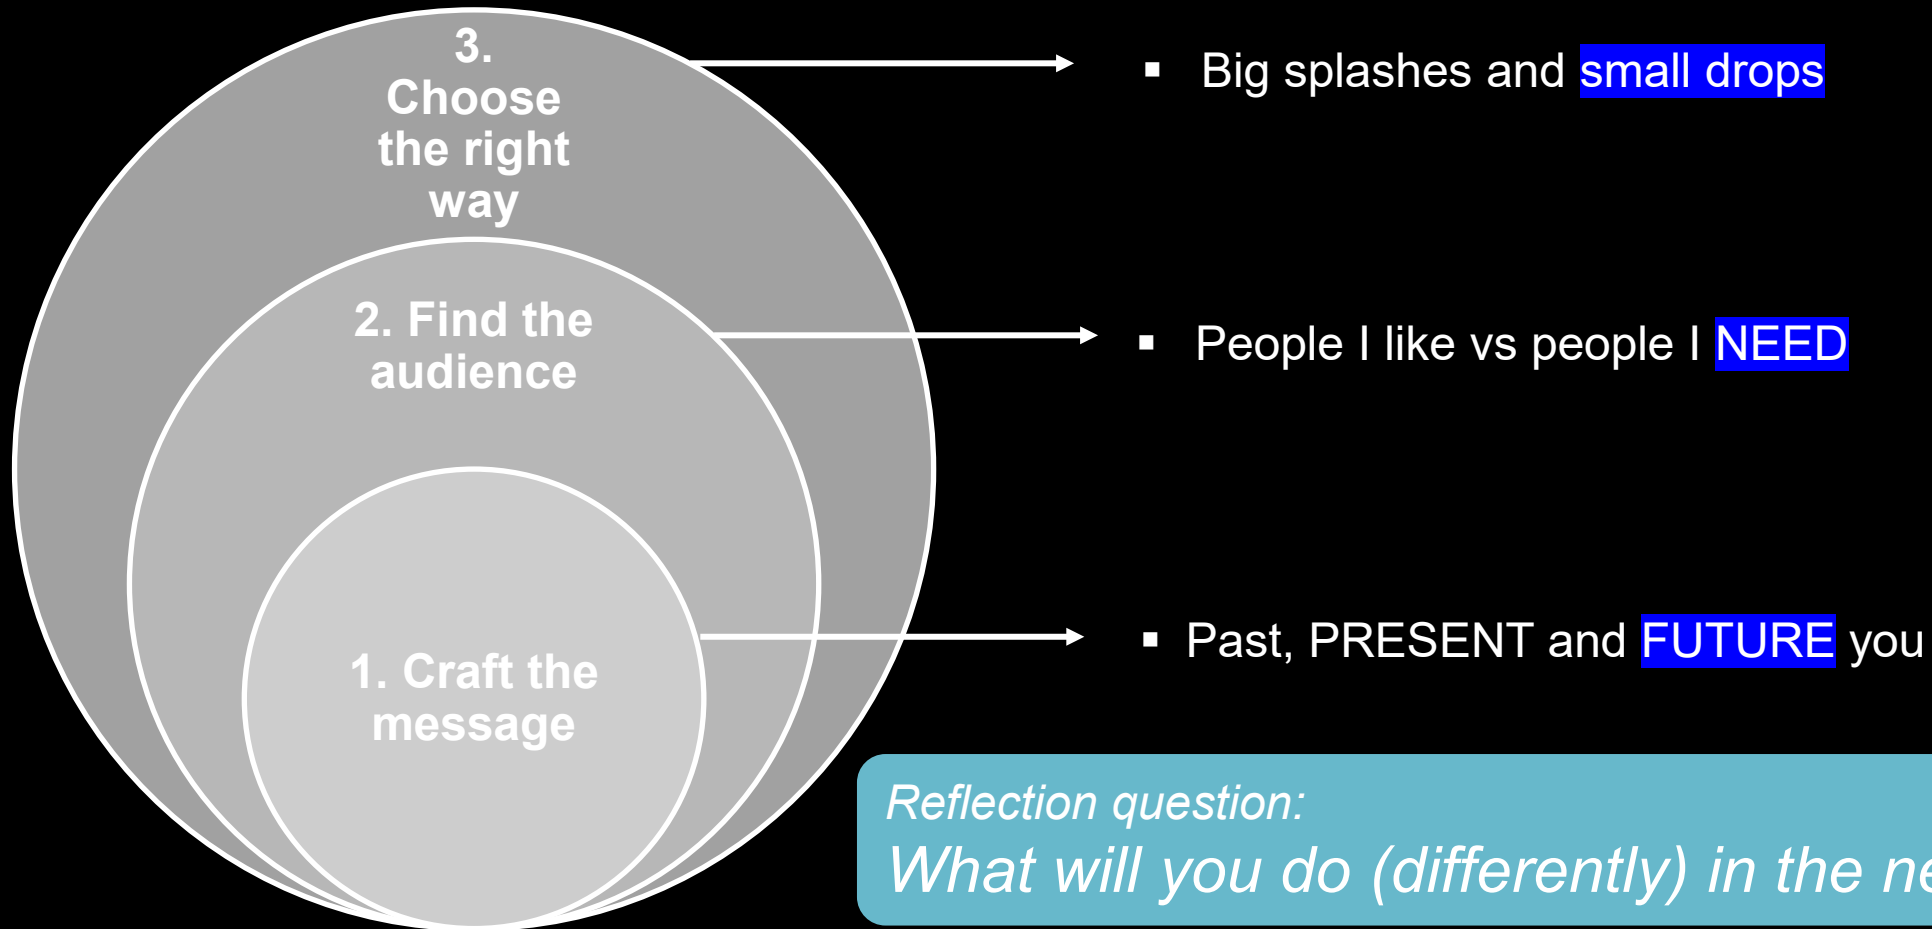 3.
Choose
the right
way
▪ Big splashes and small drops
2. Find the
audience
▪ People I like vs people I NEED
1. Craft the
message
▪ Past, PRESENT and FUTURE you
Reflection question:
What will you do (differently) in the